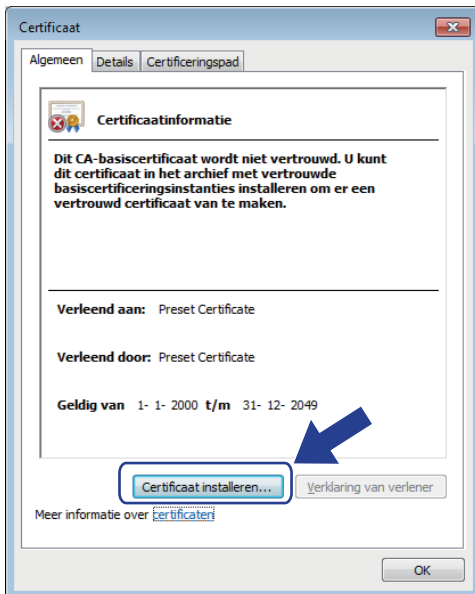 Certificaat
Algemeen Details Certificeringspad
Certificaatinformatie
Dit CA-basiscertificaat wordt niet vertrouwd. U kunt
dit certificaat in het archief met vertrouwde
basiscertificeringsinstanties installeren om er een
vertrouwd certificaat van te maken.
Verleend aan: Preset Certificate
Verleend door: Preset Certificate
Geldig van 1- 1- 2000 t/m 31- 12- 2049
Certificaat installeren... Verklaring van verlener
Meer informatie over certificaten
OK